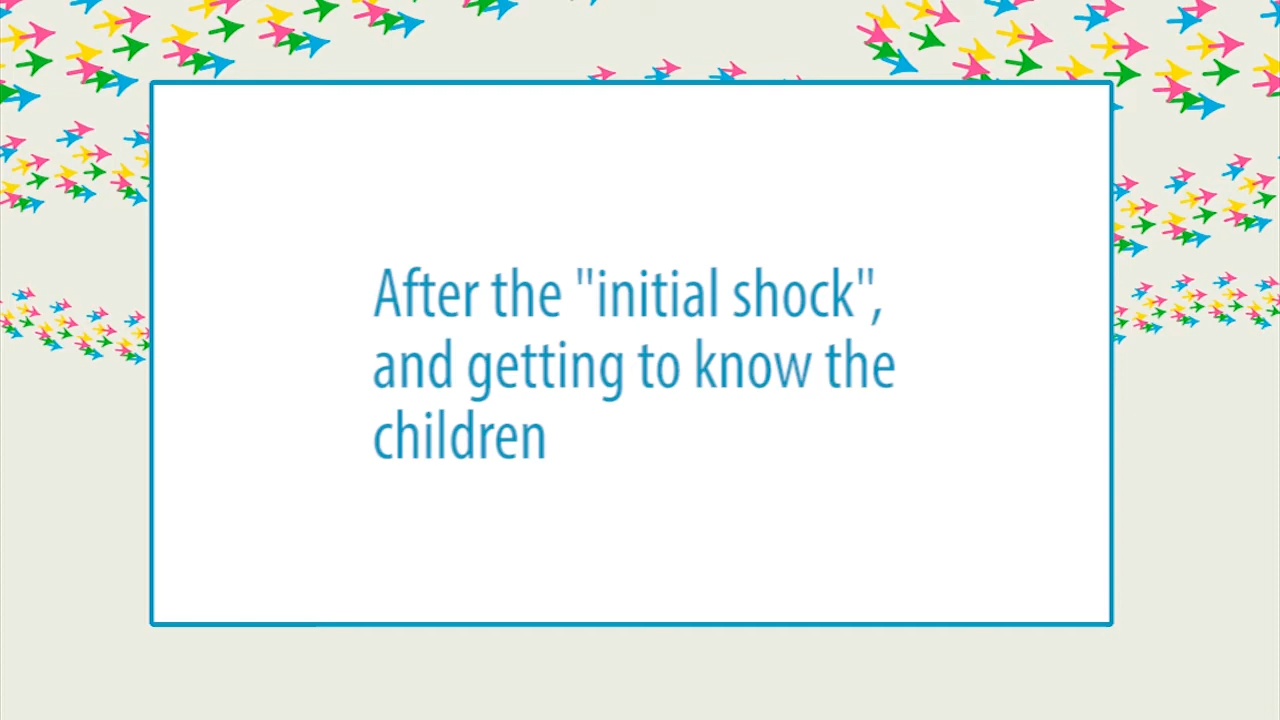 After the "initial shock",
and getting to know the
children